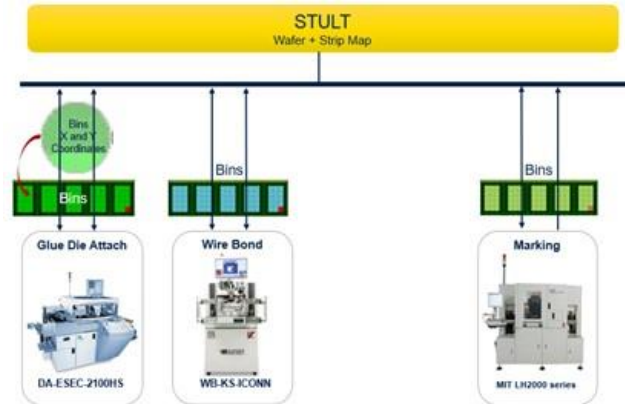 STULT
Wafer + Strip Map
Bins
X and Y
Coordinates
Bins
Bins
Bins
Glue Die Attach
Wire Bond
Marking
DA-ESEC-2100HS
WB-KS-ICONN
MIT LH2000 series